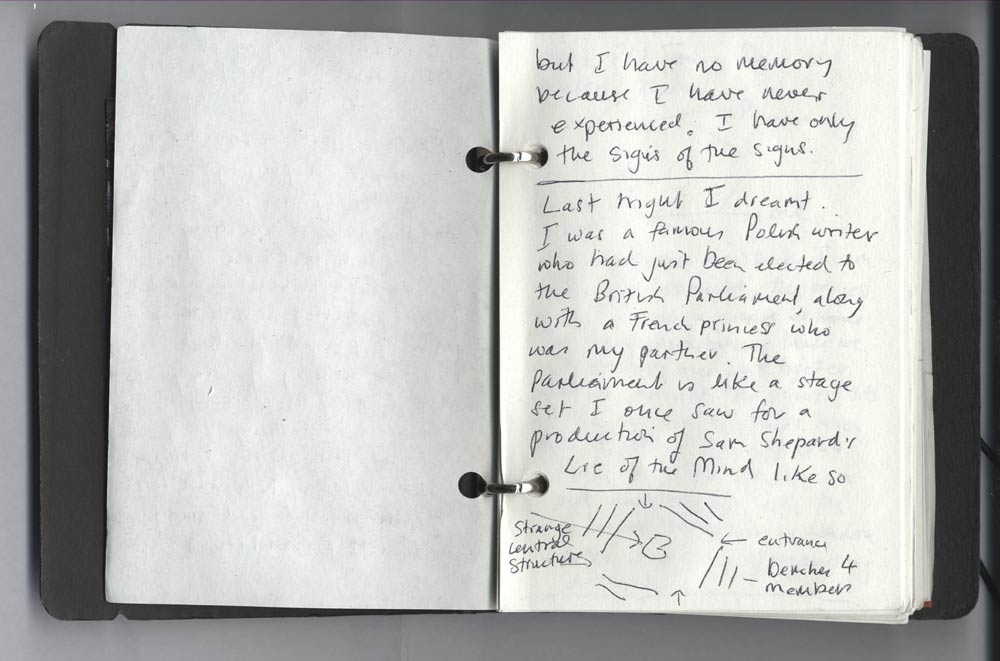 but I have no memory
because I have never
experienced. I have only
the signs of the signs.
Last night I dreamt.
I was a famous Polish writer
who had just been elected to
the British Parliament, along
with a French princess who
was my partner. The
Parliament is like a stage
set I once saw for a
production of Sam Shepard's
Lie of the Mind like so
Strange
central
Structure
entrance
benches 4
members